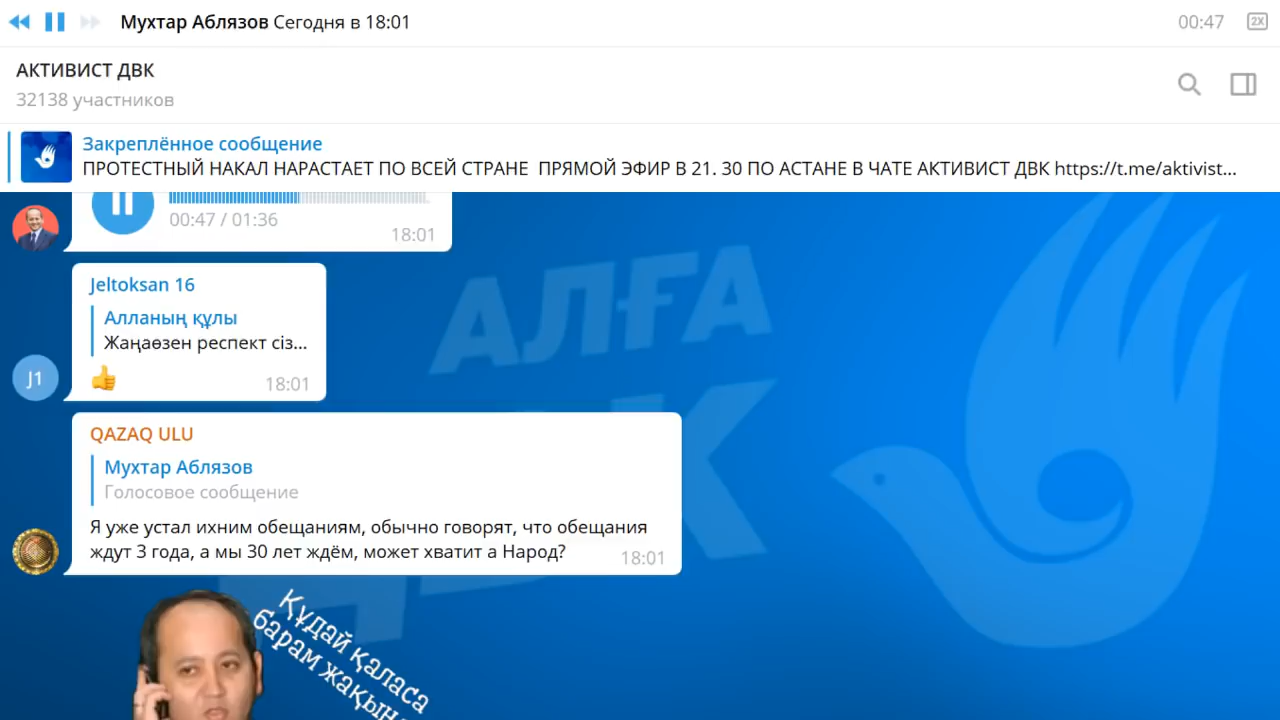 Мухтар Аблязов Сегодня в 18:01
00:47
2X
АКТИВИСТ ДВК
32138 участников
Закреплённое сообщение
ПРОТЕСТНЫЙ НАКАЛ НАРАСТАЕТ ПО ВСЕЙ СТРАНЕ ПРЯМОЙ ЭФИР В 21. 30 ПО АСТАНЕ В ЧАТЕ АКТИВИСТ ДВК https://t.me/aktivist...
00:47 / 01:36
18:01
АЛҒА
ДВК
Jeltoksan 16
Алланың құлы
Жаңаөзен респект сіз...
J1
👍
18:01
QAZAQ ULU
Мухтар Аблязов
Голосовое сообщение
Я уже устал ихним обещаниям, обычно говорят, что обещания
ждут 3 года, а мы 30 лет ждём, может хватит а Народ?
18:01
Құдай қаласа
барам жақын